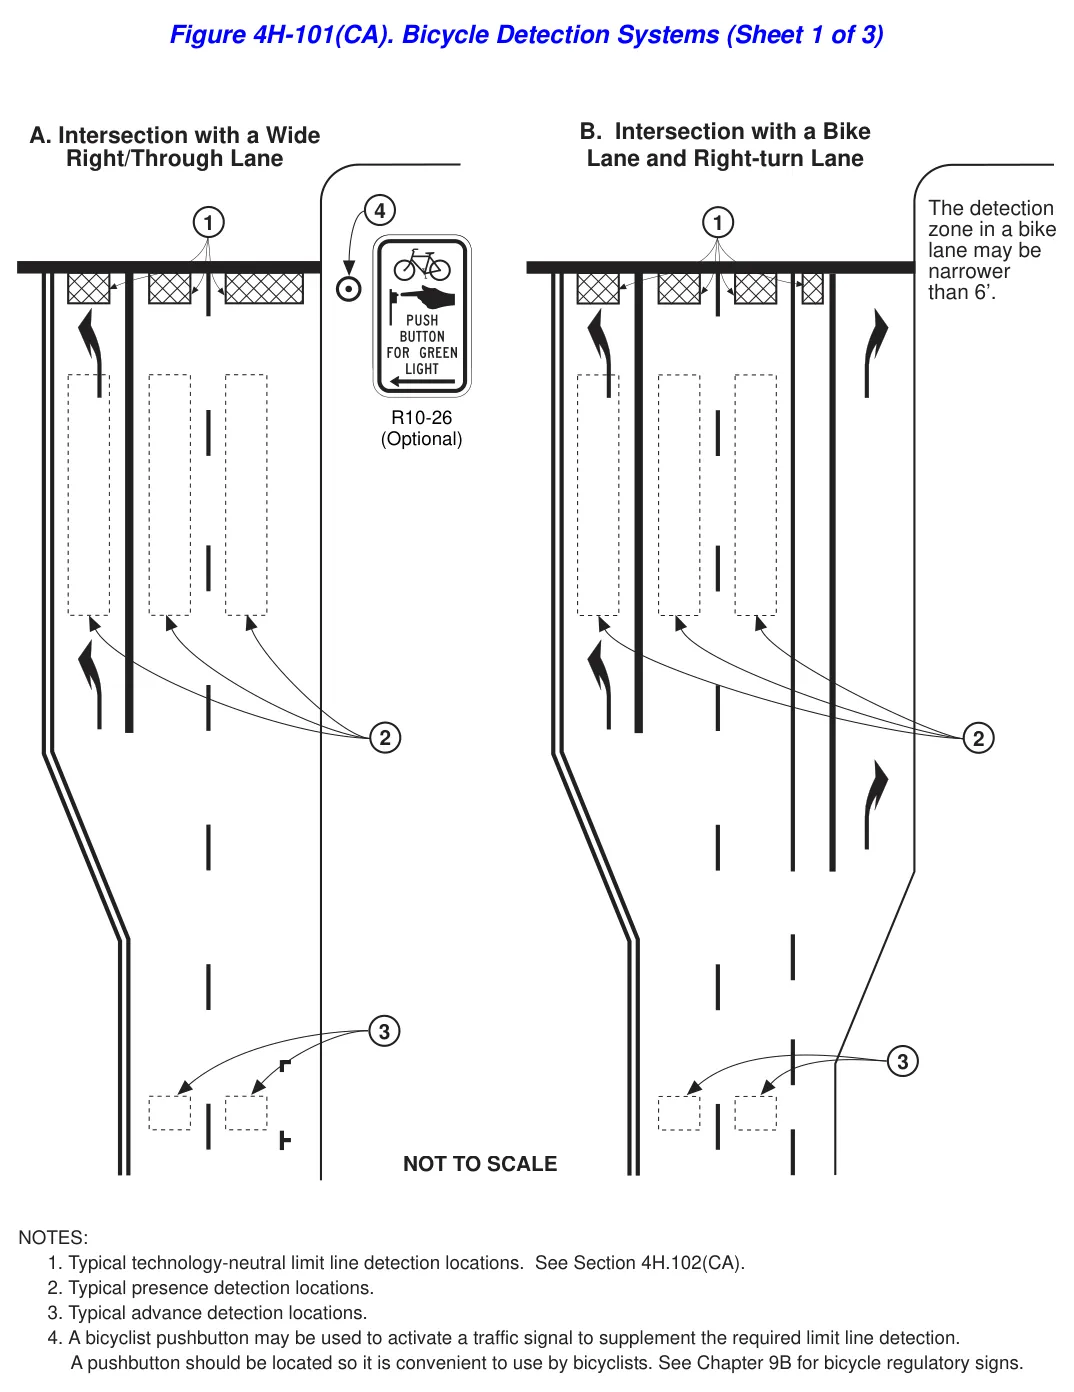 Figure 4H-101(CA). Bicycle Detection Systems (Sheet 1 of 3)
A. Intersection with a Wide
Right/Through Lane
1
4
PUSH
BUTTON
FOR GREEN
LIGHT
R10-26
(Optional)
2
3
B. Intersection with a Bike
Lane and Right-turn Lane
1
The detection
zone in a bike
lane may be
narrower
than 6’.
2
3
NOT TO SCALE
NOTES:
1. Typical technology-neutral limit line detection locations. See Section 4H.102(CA).
2. Typical presence detection locations.
3. Typical advance detection locations.
4. A bicyclist pushbutton may be used to activate a traffic signal to supplement the required limit line detection.
A pushbutton should be located so it is convenient to use by bicyclists. See Chapter 9B for bicycle regulatory signs.